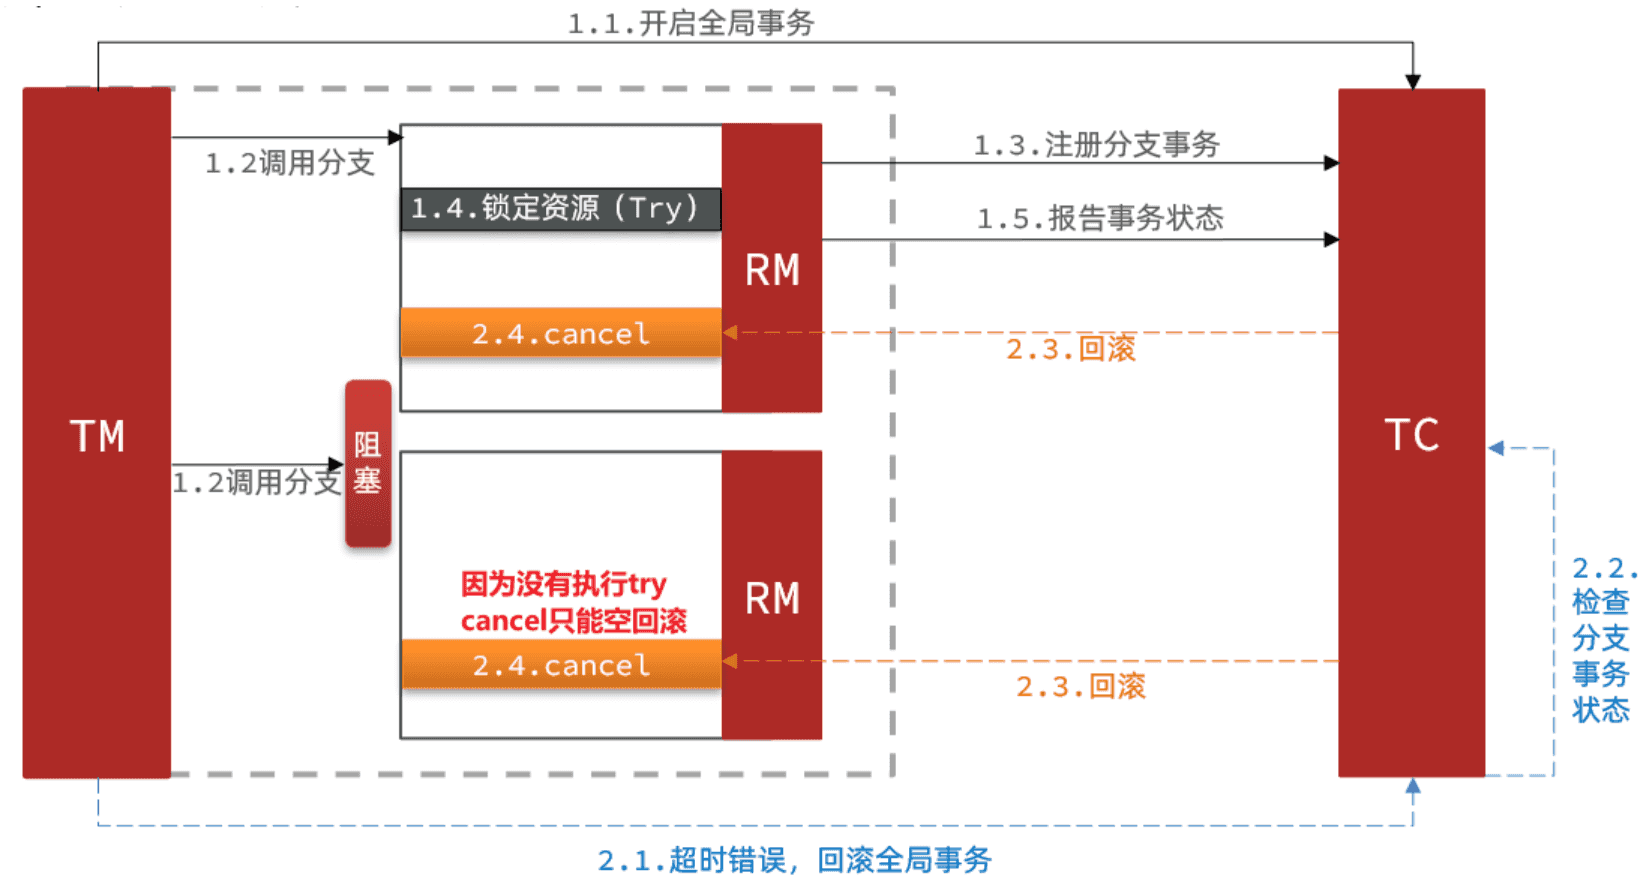 1.1.开启全局事务
1.2调用分支
1.3.注册分支事务
1.4.锁定资源（Try）
1.5.报告事务状态
RM
2.4.cancel
2.3.回滚
TM
阻
塞
TC
1.2调用分支
因为没有执行try
cancel只能空回滚
RM
2.4.cancel
2.3.回滚
2.2.
检查
分支
事务
状态
2.1.超时错误，回滚全局事务